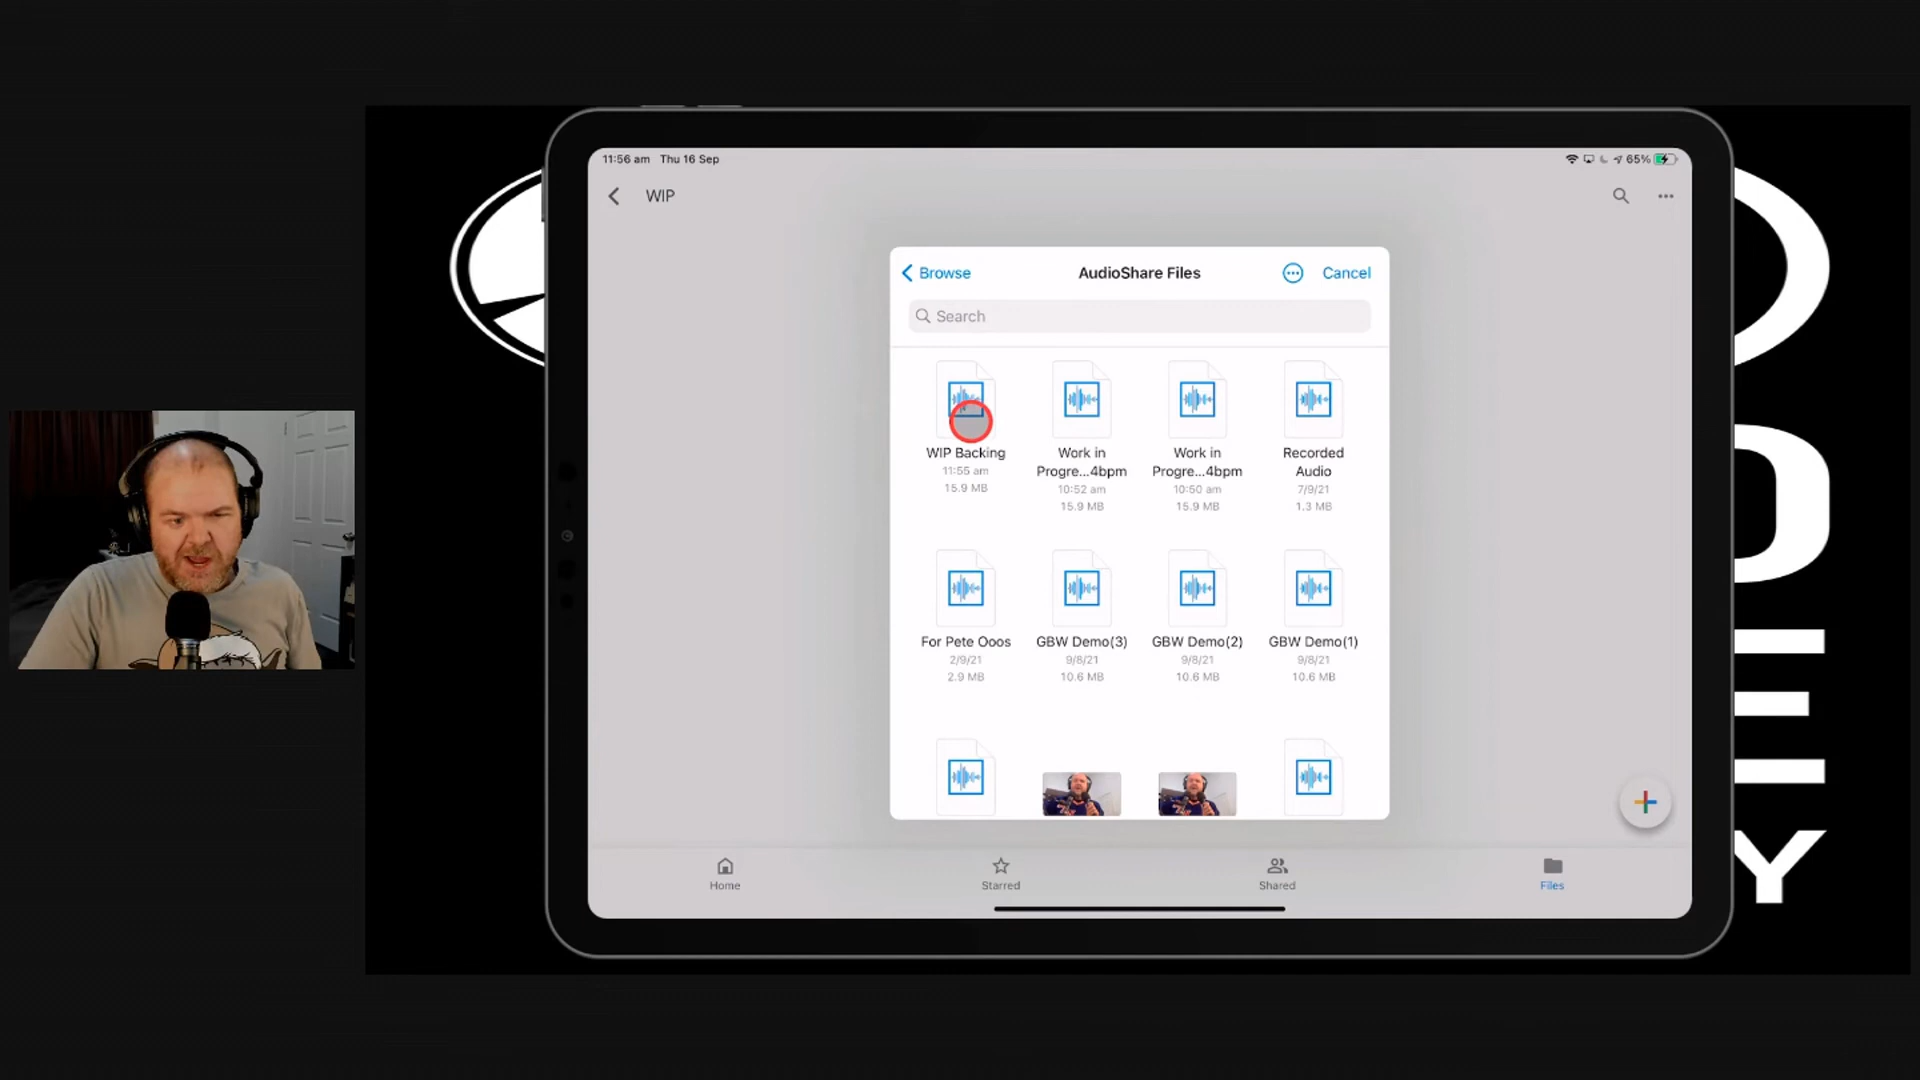 11:56 am Thu 16 Sep
65%
WIP
Browse
AudioShare Files
Cancel
Search
WIP Backing
11:55 am
15.9 MB
Work in
Progre...4bpm
10:52 am
15.9 MB
Work in
Progre...4bpm
10:50 am
15.9 MB
Recorded
Audio
7/9/21
1.3 MB
For Pete Ooos
2/9/21
2.9 MB
GBW Demo(3)
9/8/21
10.6 MB
GBW Demo(2)
9/8/21
10.6 MB
GBW Demo(1)
9/8/21
10.6 MB
Home
Starred
Shared
Files